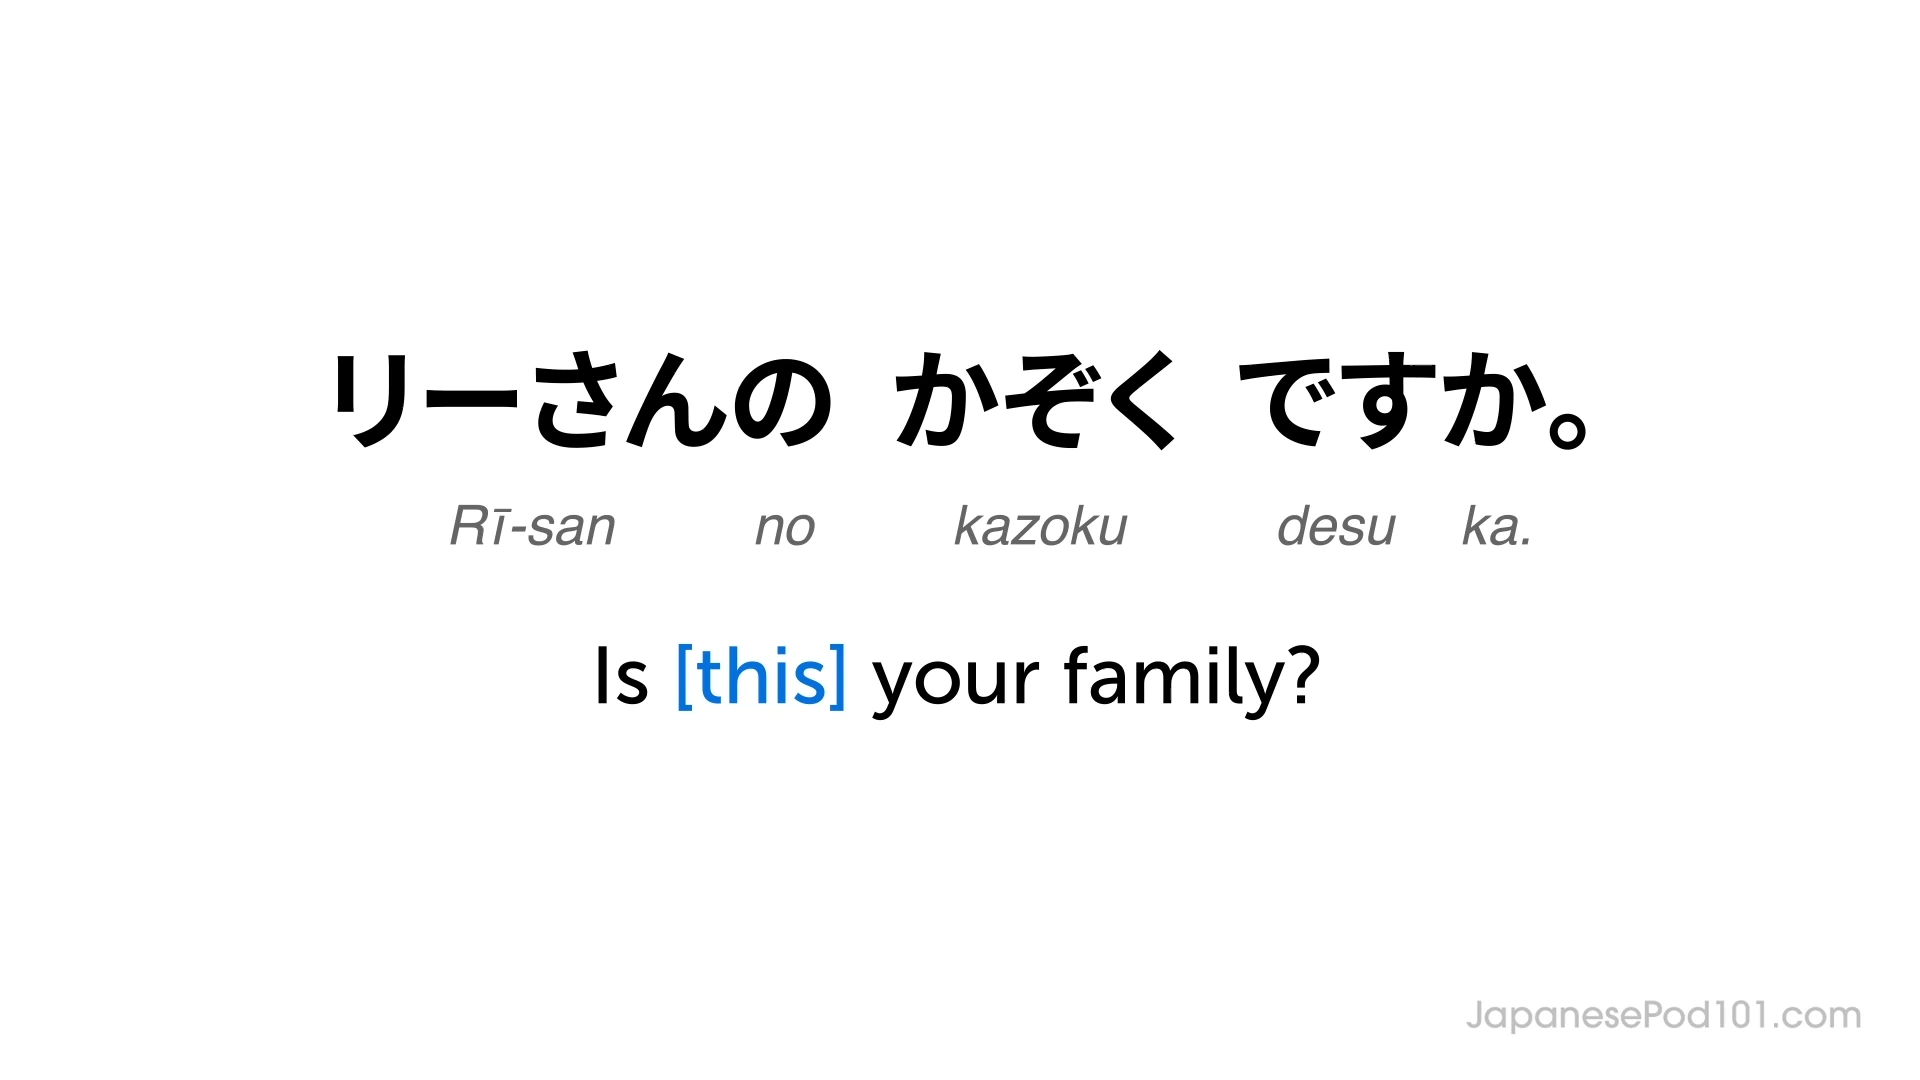 リーさんの かぞく ですか。
Rī-san no kazoku desu ka.
Is [this] your family?
JapanesePod101.com